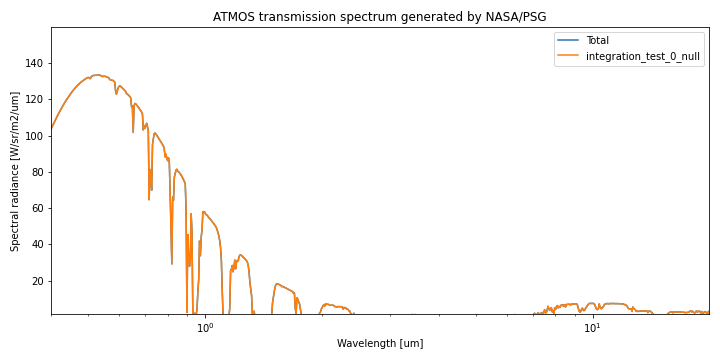 ATMOS transmission spectrum generated by NASA/PSG
Total
integration_test_0_null
Spectral radiance [W/sr/m2/um]
140
120
100
80
60
40
20
10⁰ 10¹
Wavelength [um]